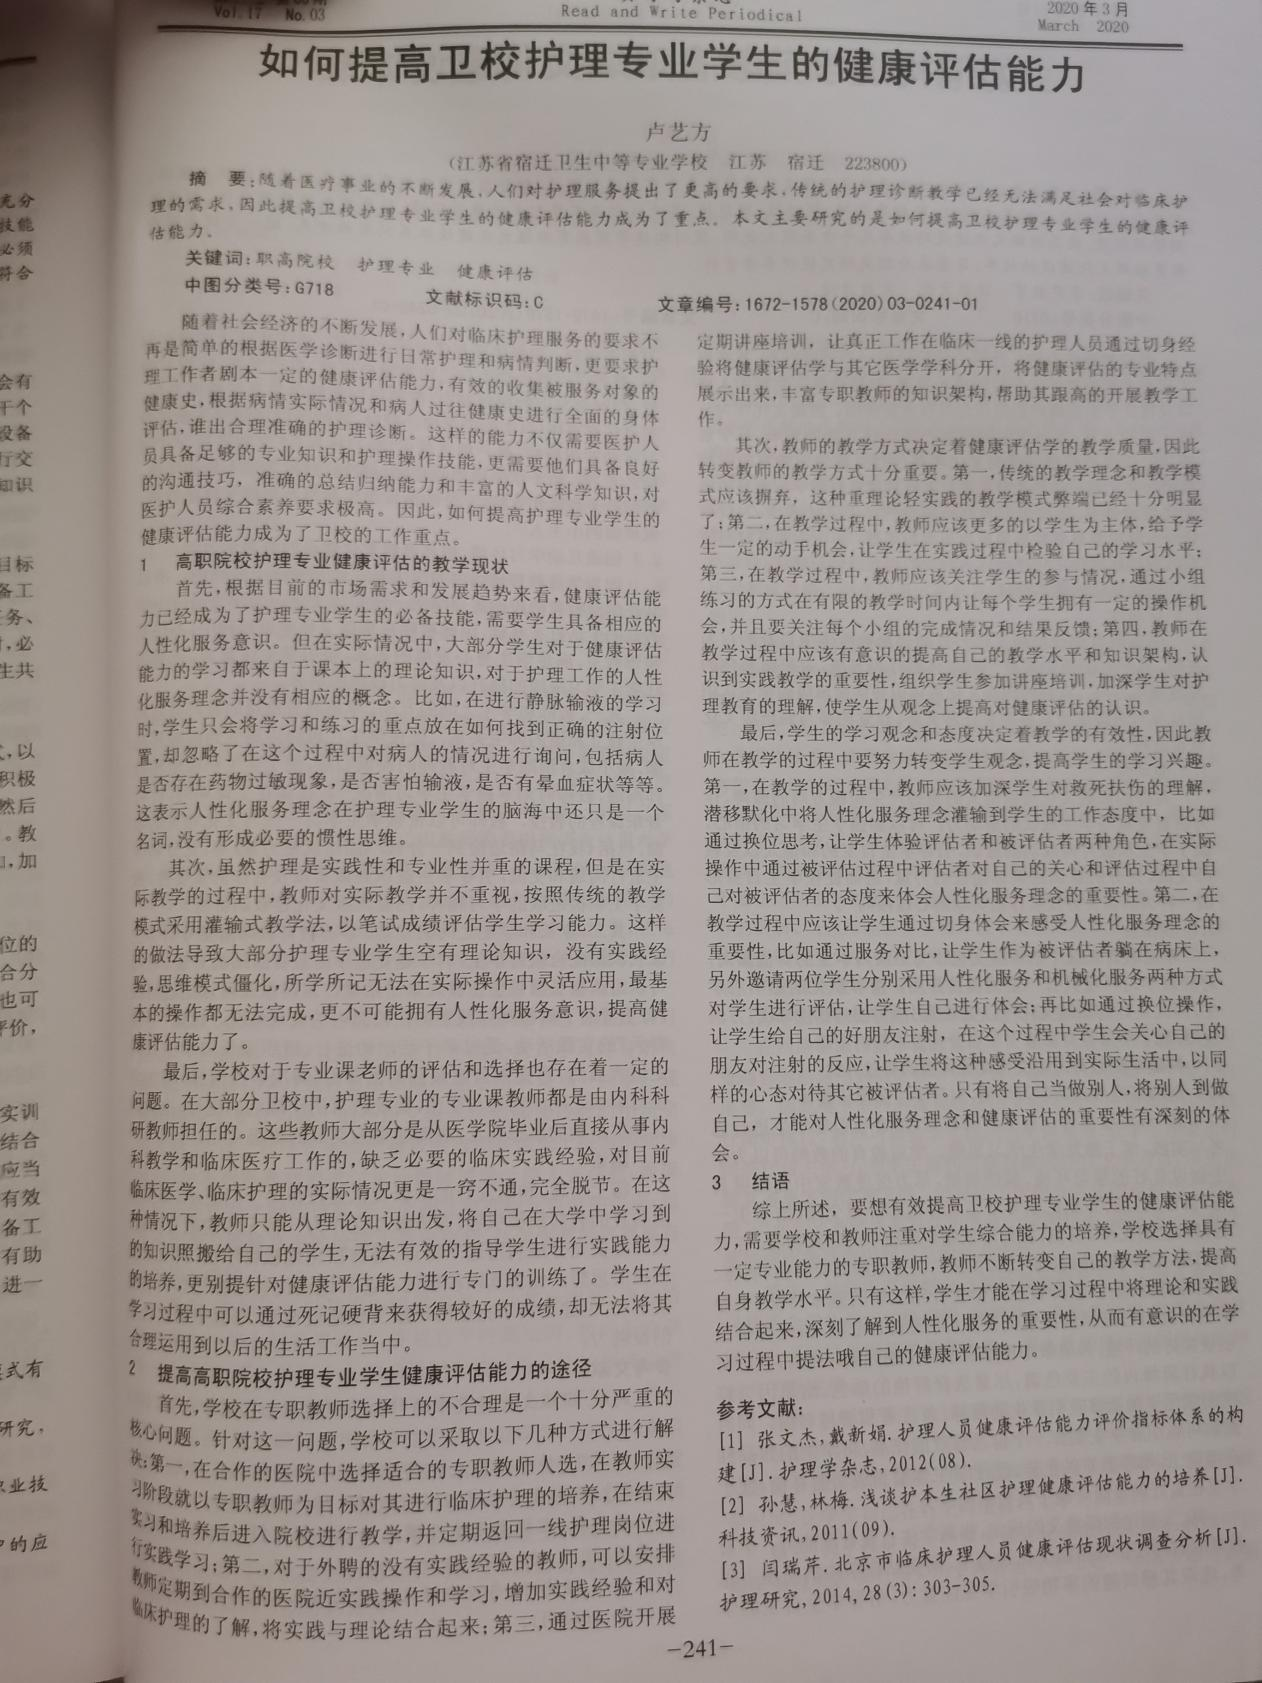 Vol.17 No.03
Read and Write Periodical
2020年3月
March 2020
如何提高卫校护理专业学生的健康评估能力
卢艺方
(江苏省宿迁卫生中等专业学校 江苏 宿迁 223800)
摘 要:随着医疗事业的不断发展,人们对护理服务提出了更高的要求,传统的护理诊断教学已经无法满足社会对临床护
理的需求,因此提高卫校护理专业学生的健康评估能力成为了重点。本文主要研究的是如何提高卫校护理专业学生的健康评
估能力。
关键词:职高院校 护理专业 健康评估
中图分类号:G718 文献标识码:C 文章编号:1672-1578(2020)03-0241-01
随着社会经济的不断发展,人们对临床护理服务的要求不
再是简单的根据医学诊断进行日常护理和病情判断,更要求护
理工作者剧本一定的健康评估能力,有效的收集被服务对象的
健康史,根据病情实际情况和病人过往健康史进行全面的身体
评估,谁出合理准确的护理诊断。这样的能力不仅需要医护人
员具备足够的专业知识和护理操作技能,更需要他们具备良好
的沟通技巧,准确的总结归纳能力和丰富的人文科学知识,对
医护人员综合素养要求极高。因此,如何提高护理专业学生的
健康评估能力成为了卫校的工作重点。
1 高职院校护理专业健康评估的教学现状
首先,根据目前的市场需求和发展趋势来看,健康评估能
力已经成为了护理专业学生的必备技能,需要学生具备相应的
人性化服务意识。但在实际情况中,大部分学生对于健康评估
能力的学习都来自于课本上的理论知识,对于护理工作的人性
化服务理念并没有相应的概念。比如,在进行静脉输液的学习
时,学生只会将学习和练习的重点放在如何找到正确的注射位
置,却忽略了在这个过程中对病人的情况进行询问,包括病人
是否存在药物过敏现象,是否害怕输液,是否有晕血症状等等。
这表示人性化服务理念在护理专业学生的脑海中还只是一个
名词,没有形成必要的惯性思维。
其次,虽然护理是实践性和专业性并重的课程,但是在实
际教学的过程中,教师对实际教学并不重视,按照传统的教学
模式采用灌输式教学法,以笔试成绩评估学生学习能力。这样
的做法导致大部分护理专业学生空有理论知识,没有实践经
验,思维模式僵化,所学所记无法在实际操作中灵活应用,最基
本的操作都无法完成,更不可能拥有人性化服务意识,提高健
康评估能力了。
最后,学校对于专业课老师的评估和选择也存在着一定的
问题。在大部分卫校中,护理专业的专业课教师都是由内科科
研教师担任的。这些教师大部分是从医学院毕业后直接从事内
科教学和临床医疗工作的,缺乏必要的临床实践经验,对目前
临床医学、临床护理的实际情况更是一窍不通,完全脱节。在这
种情况下,教师只能从理论知识出发,将自己在大学中学习到
的知识照搬给自己的学生,无法有效的指导学生进行实践能力
的培养,更别提针对健康评估能力进行专门的训练了。学生在
学习过程中可以通过死记硬背来获得较好的成绩,却无法将其
合理运用到以后的生活工作当中。
2 提高高职院校护理专业学生健康评估能力的途径
首先,学校在专职教师选择上的不合理是一个十分严重的
核心问题。针对这一问题,学校可以采取以下几种方式进行解
决:第一,在合作的医院中选择适合的专职教师人选,在教师实
习阶段就以专职教师为目标对其进行临床护理的培养,在结束
实习和培养后进入院校进行教学,并定期返回一线护理岗位进
行实践学习;第二,对于外聘的没有实践经验的教师,可以安排
教师定期到合作的医院近实践操作和学习,增加实践经验和对
临床护理的了解,将实践与理论结合起来;第三,通过医院开展
定期讲座培训,让真正工作在临床一线的护理人员通过切身经
验将健康评估学与其它医学学科分开,将健康评估的专业特点
展示出来,丰富专职教师的知识架构,帮助其跟高的开展教学工
作。
其次,教师的教学方式决定着健康评估学的教学质量,因此
转变教师的教学方式十分重要。第一,传统的教学理念和教学模
式应该摒弃,这种重理论轻实践的教学模式弊端已经十分明显
了;第二,在教学过程中,教师应该更多的以学生为主体,给予学
生一定的动手机会,让学生在实践过程中检验自己的学习水平;
第三,在教学过程中,教师应该关注学生的参与情况,通过小组
练习的方式在有限的教学时间内让每个学生拥有一定的操作机
会,并且要关注每个小组的完成情况和结果反馈;第四,教师在
教学过程中应该有意识的提高自己的教学水平和知识架构,认
识到实践教学的重要性,组织学生参加讲座培训,加深学生对护
理教育的理解,使学生从观念上提高对健康评估的认识。
最后,学生的学习观念和态度决定着教学的有效性,因此教
师在教学的过程中要努力转变学生观念,提高学生的学习兴趣。
第一,在教学的过程中,教师应该加深学生对救死扶伤的理解,
潜移默化中将人性化服务理念灌输到学生的工作态度中,比如
通过换位思考,让学生体验评估者和被评估者两种角色,在实际
操作中通过被评估过程中评估者对自己的关心和评估过程中自
己对被评估者的态度来体会人性化服务理念的重要性。第二,在
教学过程中应该让学生通过切身体会来感受人性化服务理念的
重要性,比如通过服务对比,让学生作为被评估者躺在病床上,
另外邀请两位学生分别采用人性化服务和机械化服务两种方式
对学生进行评估,让学生自己进行体会;再比如通过换位操作,
让学生给自己的好朋友注射,在这个过程中学生会关心自己的
朋友对注射的反应,让学生将这种感受沿用到实际生活中,以同
样的心态对待其它被评估者。只有将自己当做别人,将别人到做
自己,才能对人性化服务理念和健康评估的重要性有深刻的体
会。
3 结语
综上所述,要想有效提高卫校护理专业学生的健康评估能
力,需要学校和教师注重对学生综合能力的培养,学校选择具有
一定专业能力的专职教师,教师不断转变自己的教学方法,提高
自身教学水平。只有这样,学生才能在学习过程中将理论和实践
结合起来,深刻了解到人性化服务的重要性,从而有意识的在学
习过程中提法哦自己的健康评估能力。
参考文献:
[1] 张文杰,戴新娟.护理人员健康评估能力评价指标体系的构
建[J].护理学杂志,2012(08).
[2] 孙慧,林梅.浅谈护本生社区护理健康评估能力的培养[J].
科技资讯,2011(09).
[3] 闫瑞芹.北京市临床护理人员健康评估现状调查分析[J].
护理研究,2014,28(3):303-305.
-241-